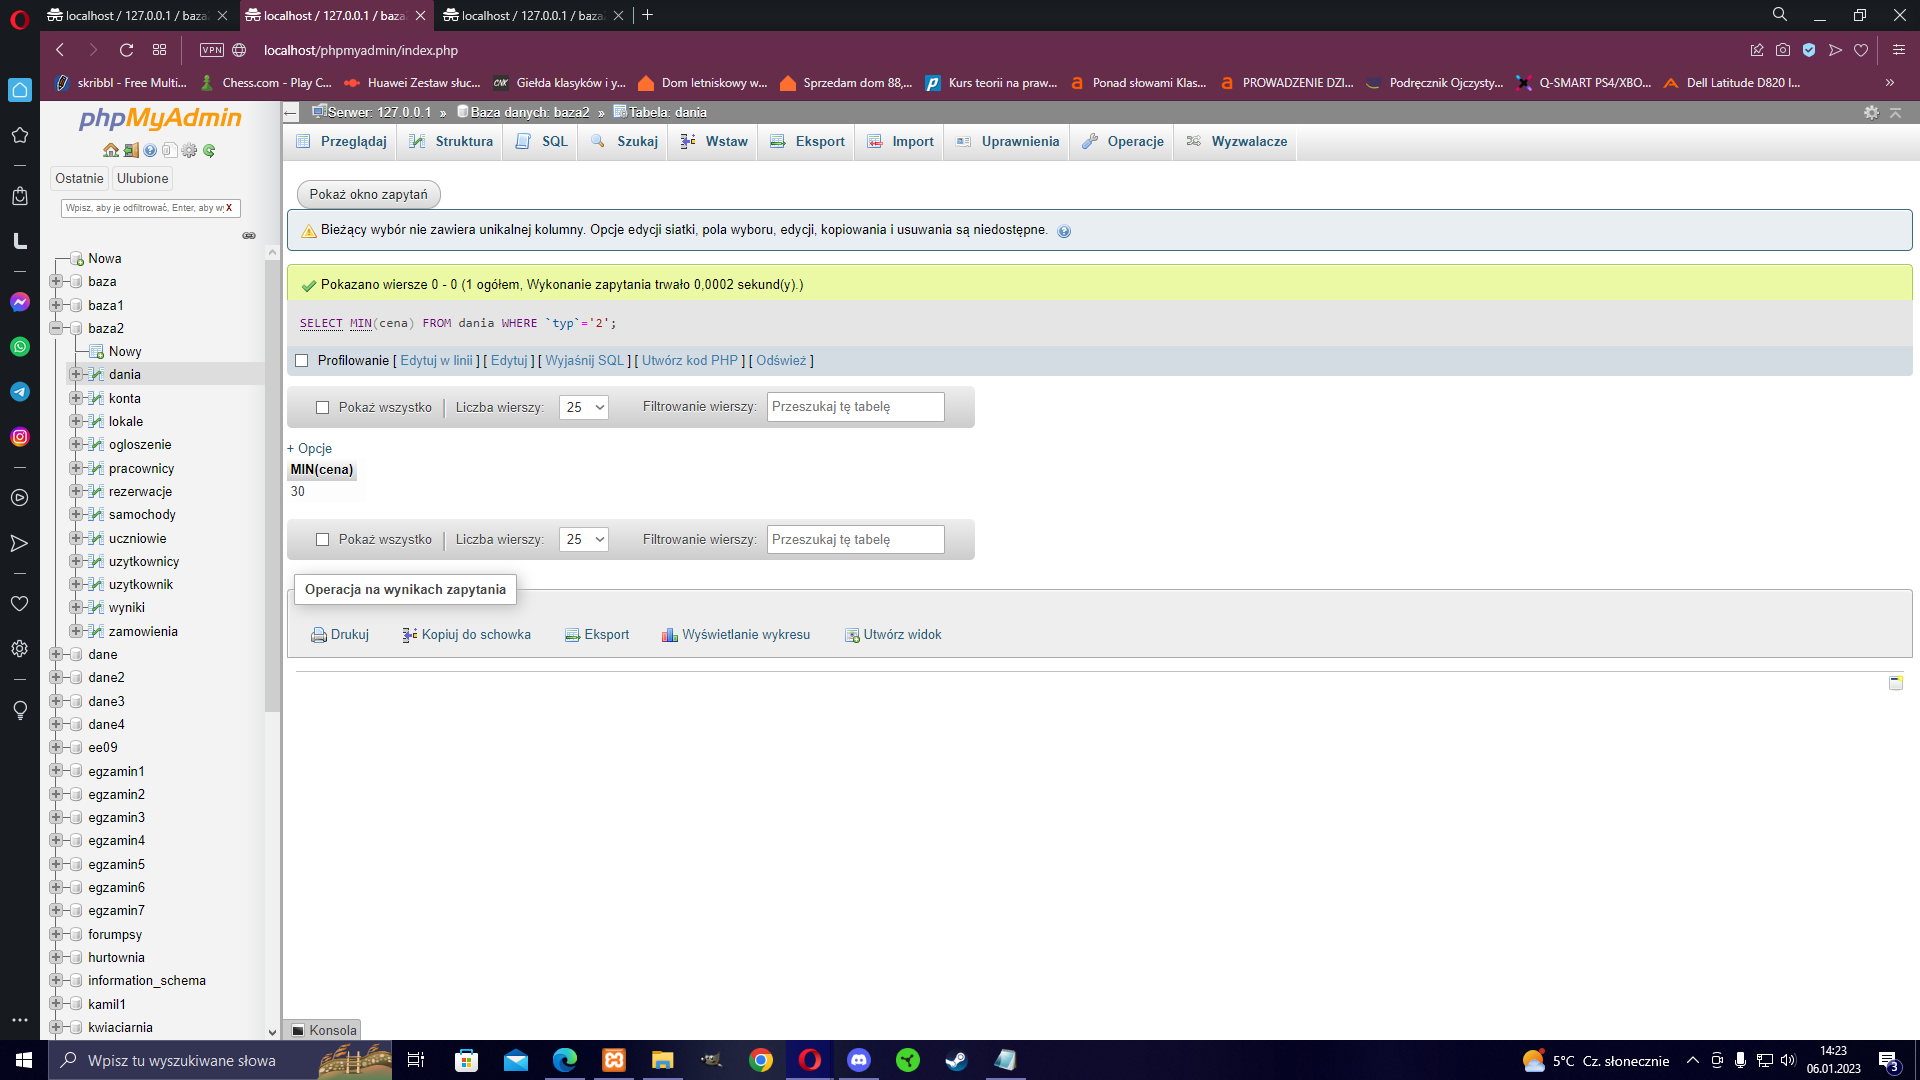 localhost / 127.0.0.1 / baza
localhost / 127.0.0.1 / baza
localhost / 127.0.0.1 / baza
VPN
localhost/phpmyadmin/index.php
skribbl - Free Multi...
Chess.com - Play C...
Huawei Zestaw słuc...
Giełda klasyków i y...
Dom letniskowy w...
Sprzedam dom 88,...
Kurs teorii na praw...
Ponad słowami Klas...
PROWADZENIE DZI...
Podręcznik Ojczysty...
Q-SMART PS4/XBO...
Dell Latitude D820 I...
phpMyAdmin
Ostatnie
Ulubione
Wpisz, aby je odfiltrować, Enter, aby wy X
Nowa
baza
baza1
baza2
Nowy
dania
konta
lokale
ogloszenie
pracownicy
rezerwacje
samochody
uczniowie
uzytkownicy
uzytkownik
wyniki
zamowienia
dane
dane2
dane3
dane4
ee09
egzamin1
egzamin2
egzamin3
egzamin4
egzamin5
egzamin6
egzamin7
forumpsy
hurtownia
information_schema
kamil1
kwiaciarnia
Serwer: 127.0.0.1 » Baza danych: baza2 » Tabela: dania
Przeglądaj
Struktura
SQL
Szukaj
Wstaw
Eksport
Import
Uprawnienia
Operacje
Wyzwalacze
Pokaż okno zapytań
Bieżący wybór nie zawiera unikalnej kolumny. Opcje edycji siatki, pola wyboru, edycji, kopiowania i usuwania są niedostępne.
Pokazano wiersze 0 - 0 (1 ogółem, Wykonanie zapytania trwało 0,0002 sekund(y).)
SELECT MIN(cena) FROM dania WHERE `typ`='2';
Profilowanie [ Edytuj w linii ] [ Edytuj ] [ Wyjaśnij SQL ] [ Utwórz kod PHP ] [ Odśwież ]
Pokaż wszystko | Liczba wierszy: 25 Filtrowanie wierszy: Przeszukaj tę tabelę
+ Opcje
MIN(cena)
30
Pokaż wszystko | Liczba wierszy: 25 Filtrowanie wierszy: Przeszukaj tę tabelę
Operacja na wynikach zapytania
Drukuj
Kopiuj do schowka
Eksport
Wyświetlanie wykresu
Utwórz widok
Konsola
Wpisz tu wyszukiwane słowa
5°C Cz. słonecznie
14:23
06.01.2023
3